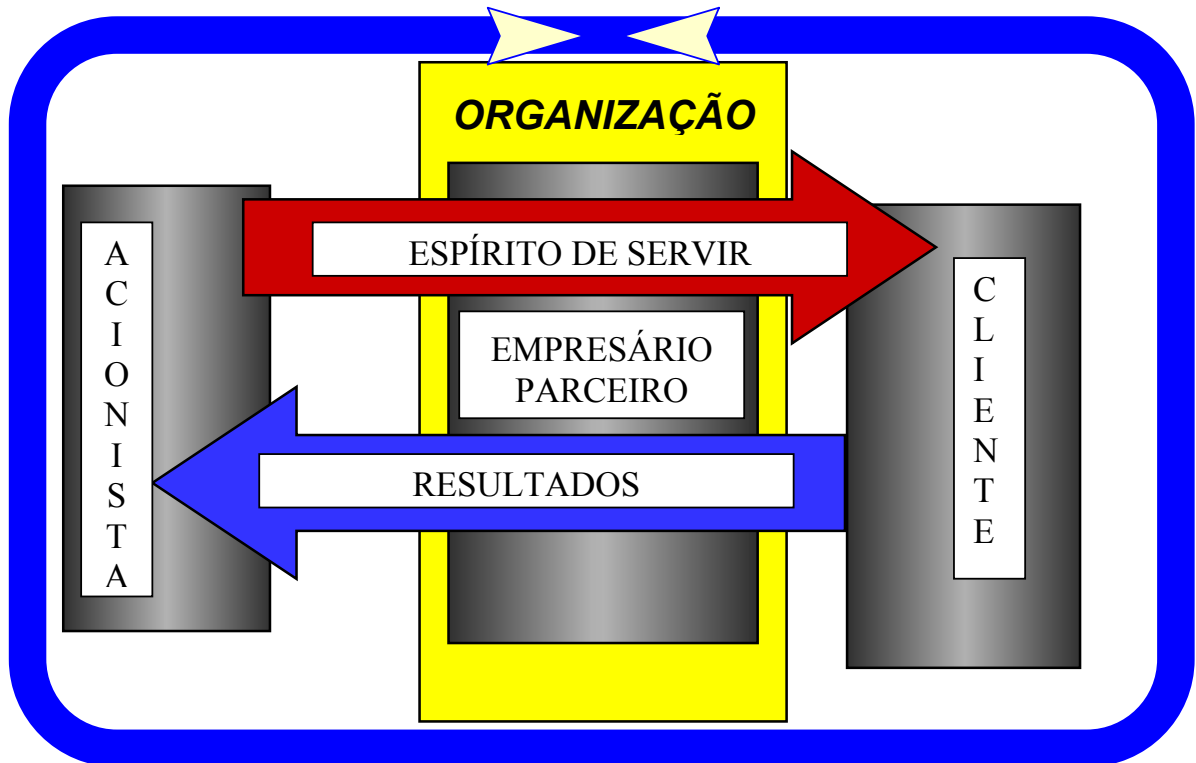 ORGANIZAÇÃO
ACIONISTA
ESPÍRITO DE SERVIR
EMPRESÁRIO
PARCEIRO
RESULTADOS
CLIENTE